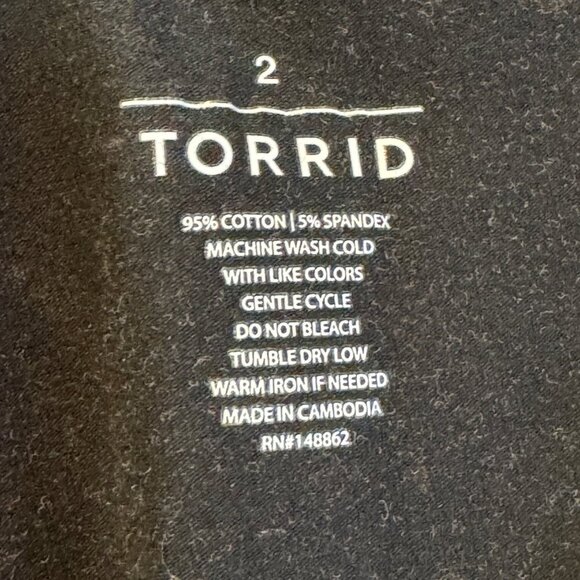 2
TORRID
95% COTTON | 5% SPANDEX
MACHINE WASH COLD
WITH LIKE COLORS
GENTLE CYCLE
DO NOT BLEACH
TUMBLE DRY LOW
WARM IRON IF NEEDED
MADE IN CAMBODIA
RN#148862